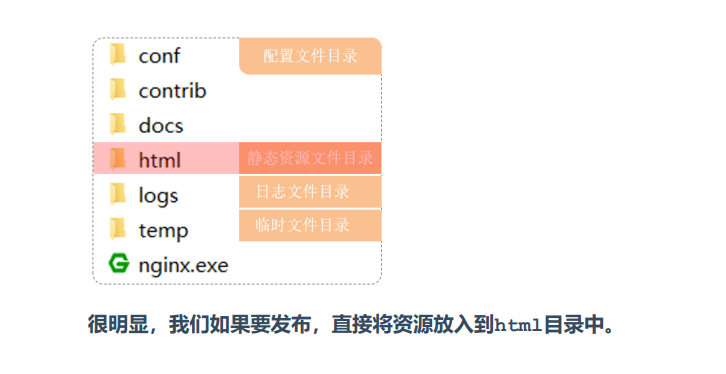 conf 配置文件目录
contrib
docs
html 静态资源文件目录
logs 日志文件目录
temp 临时文件目录
nginx.exe
很明显，我们如果要发布，直接将资源放入到html目录中。